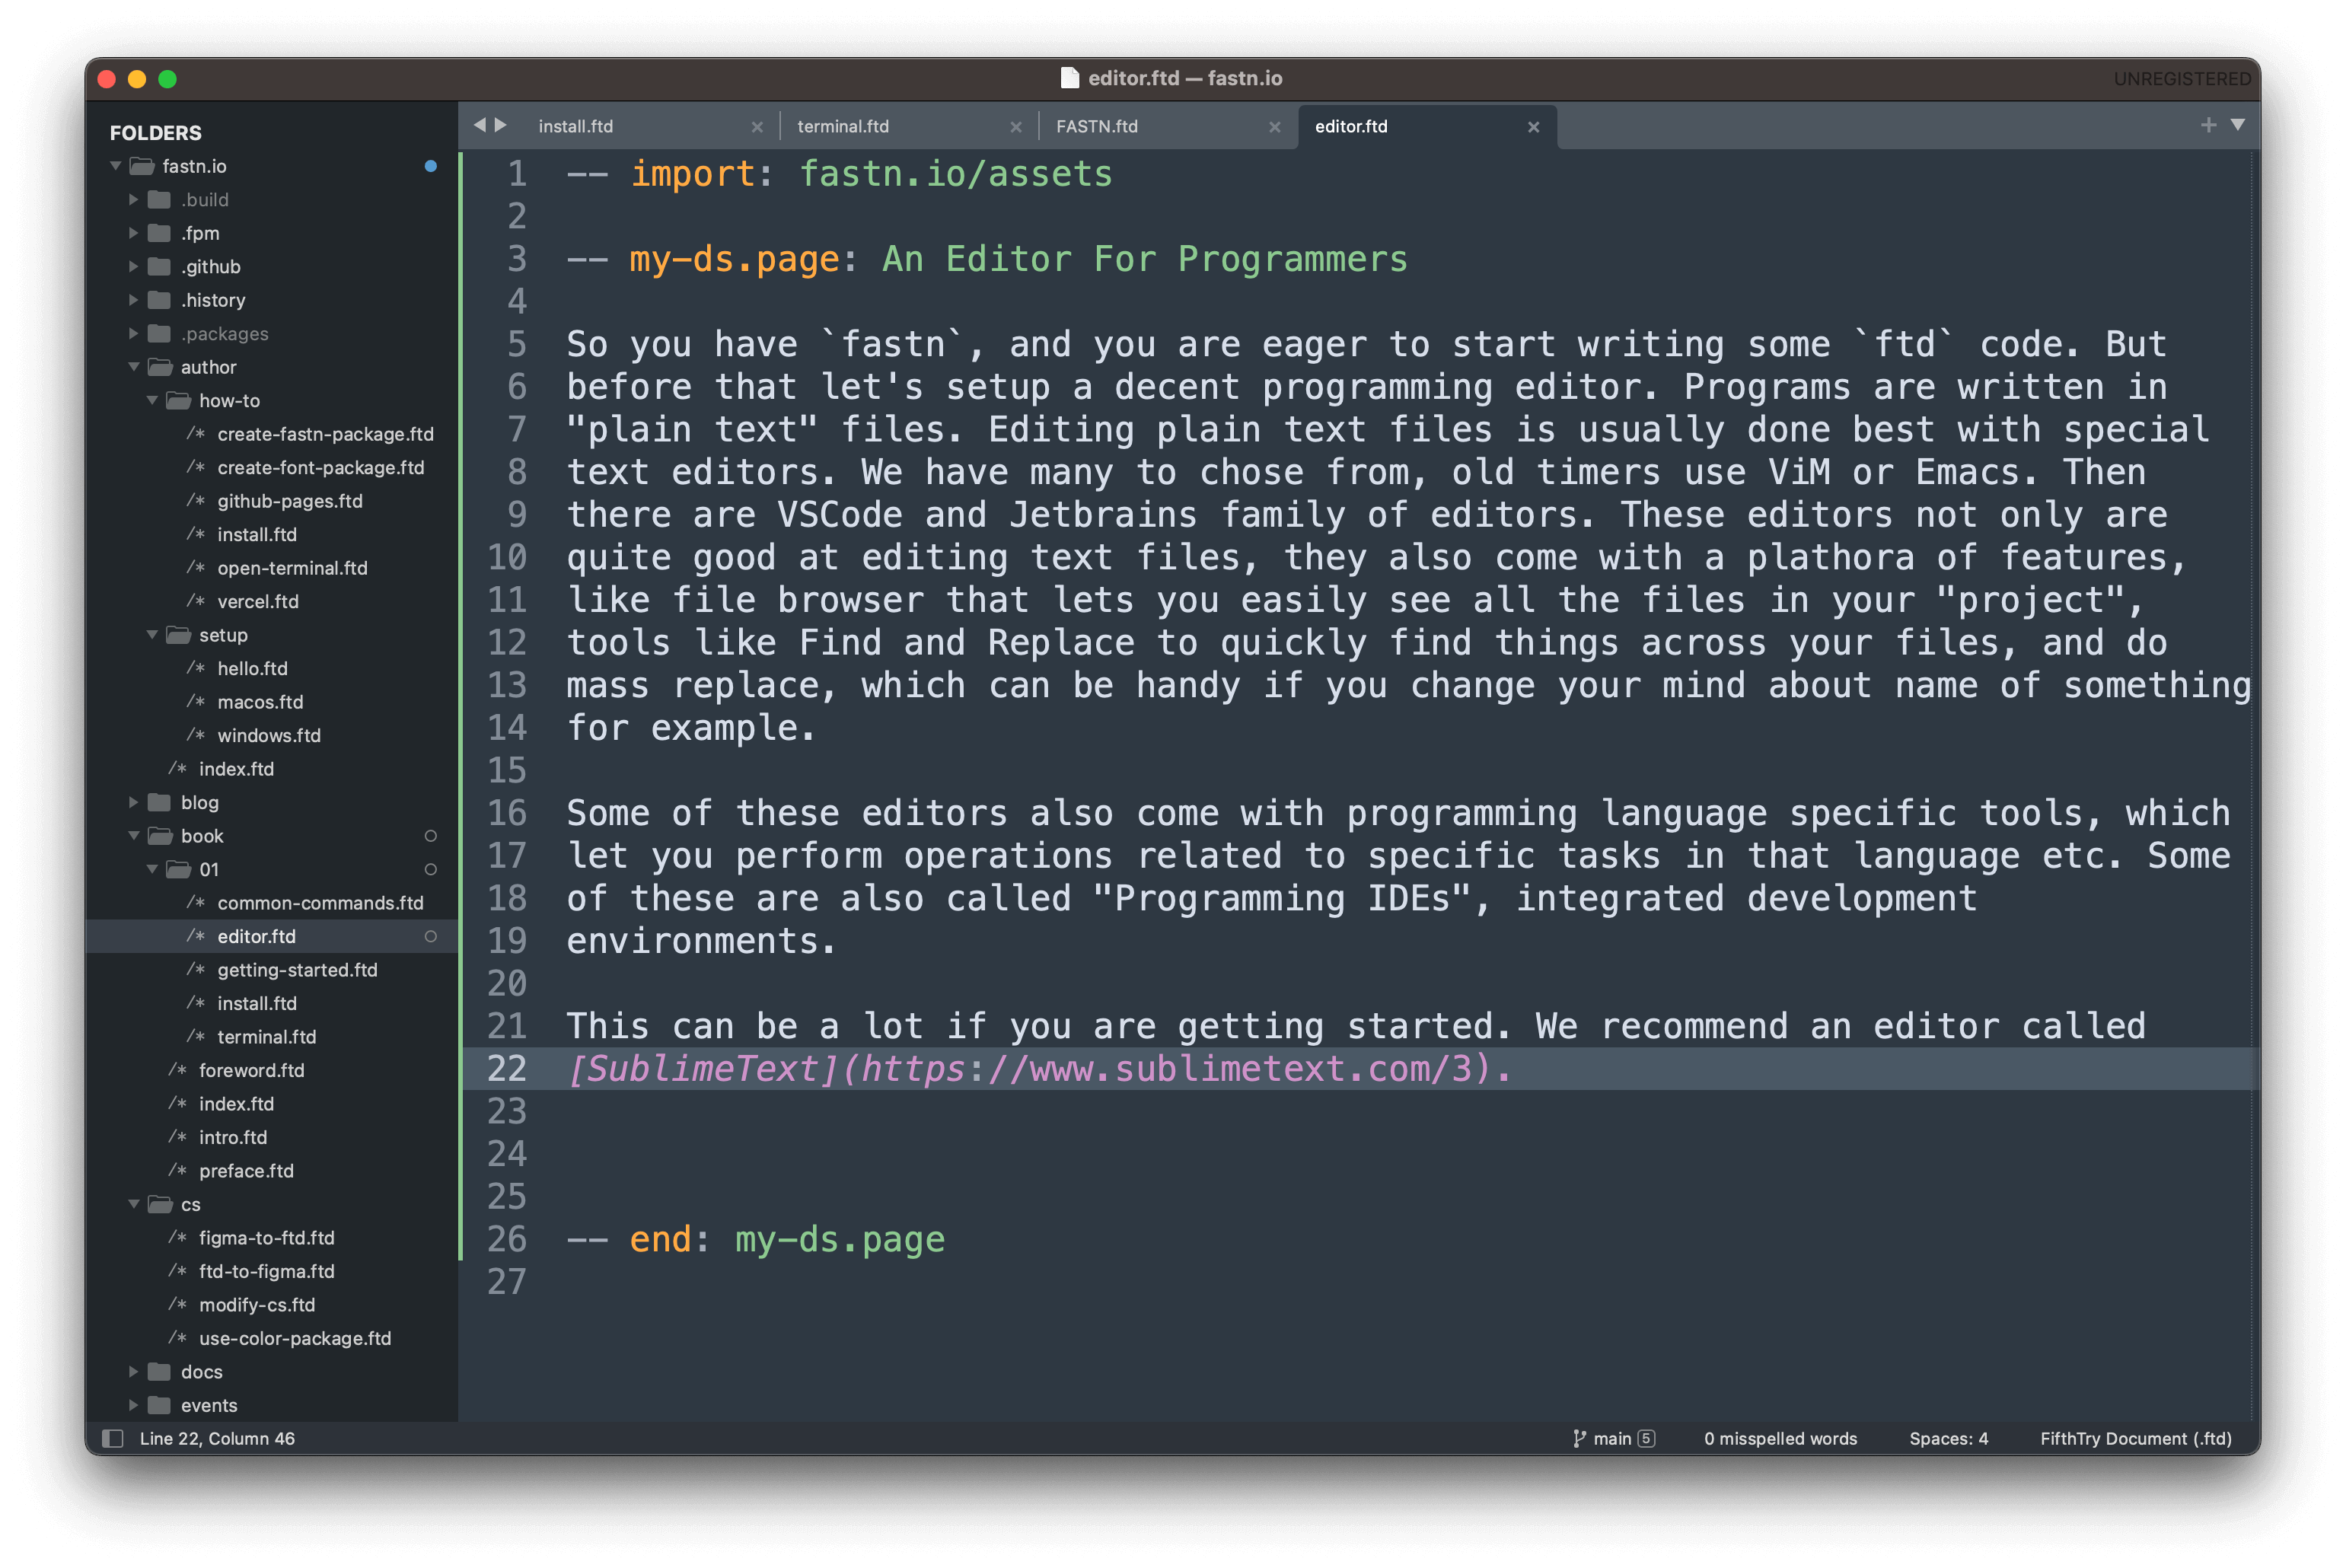 editor.ftd — fastn.io
UNREGISTERED
FOLDERS
fastn.io
.build
.fpm
.github
.history
.packages
author
how-to
/* create-fastn-package.ftd
/* create-font-package.ftd
/* github-pages.ftd
/* install.ftd
/* open-terminal.ftd
/* vercel.ftd
setup
/* hello.ftd
/* macos.ftd
/* windows.ftd
/* index.ftd
blog
book
01
/* common-commands.ftd
/* editor.ftd
/* getting-started.ftd
/* install.ftd
/* terminal.ftd
/* foreword.ftd
/* index.ftd
/* intro.ftd
/* preface.ftd
cs
/* figma-to-ftd.ftd
/* ftd-to-figma.ftd
/* modify-cs.ftd
/* use-color-package.ftd
docs
events
install.ftd × terminal.ftd × FASTN.ftd × editor.ftd ×
1 -- import: fastn.io/assets
2
3 -- my-ds.page: An Editor For Programmers
4
5 So you have `fastn`, and you are eager to start writing some `ftd` code. But
6 before that let's setup a decent programming editor. Programs are written in
7 "plain text" files. Editing plain text files is usually done best with special
8 text editors. We have many to chose from, old timers use ViM or Emacs. Then
9 there are VSCode and Jetbrains family of editors. These editors not only are
10 quite good at editing text files, they also come with a plathora of features,
11 like file browser that lets you easily see all the files in your "project",
12 tools like Find and Replace to quickly find things across your files, and do
13 mass replace, which can be handy if you change your mind about name of something
14 for example.
15
16 Some of these editors also come with programming language specific tools, which
17 let you perform operations related to specific tasks in that language etc. Some
18 of these are also called "Programming IDEs", integrated development
19 environments.
20
21 This can be a lot if you are getting started. We recommend an editor called
22 [SublimeText](https://www.sublimetext.com/3).
23
24
25
26 -- end: my-ds.page
27
Line 22, Column 46
main 5
0 misspelled words
Spaces: 4
FifthTry Document (.ftd)